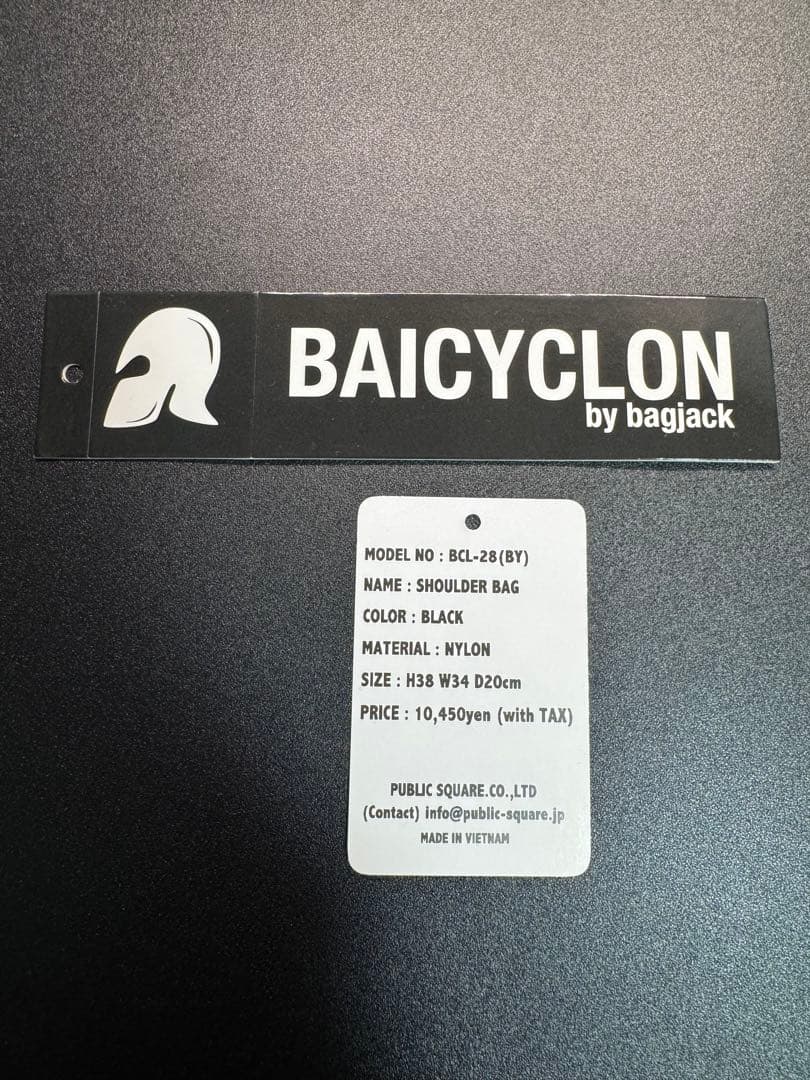 BAICYCLON
by bagjack
MODEL NO : BCL-28(BY)
NAME : SHOULDER BAG
COLOR : BLACK
MATERIAL : NYLON
SIZE : H38 W34 D20cm
PRICE : 10,450yen (with TAX)
PUBLIC SQUARE.CO.,LTD
(Contact) info@public-square.jp
MADE IN VIETNAM